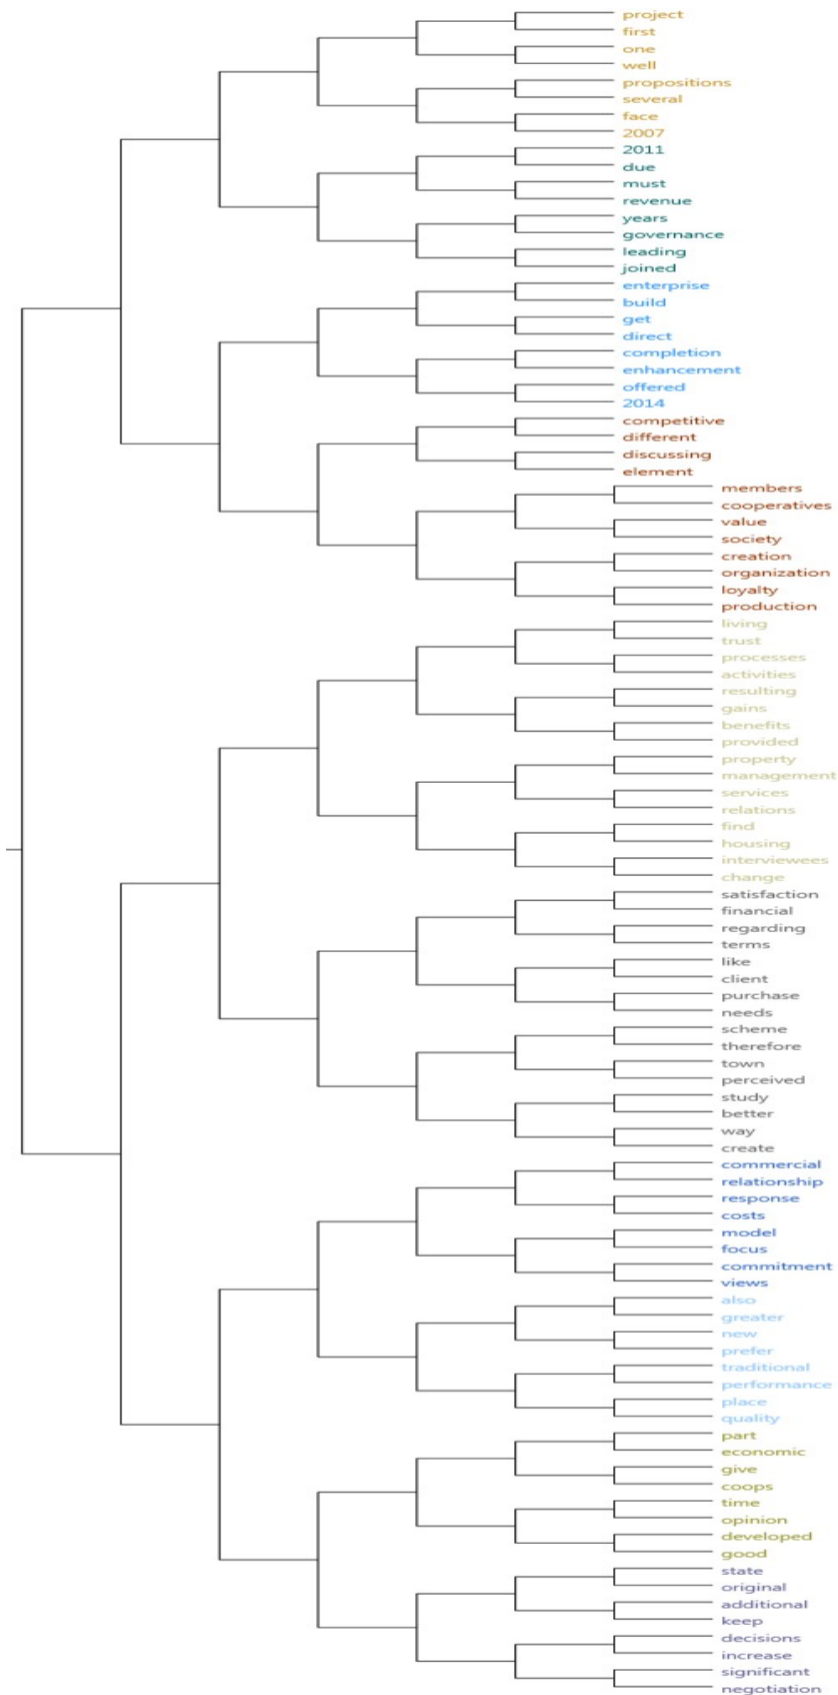 project
first
one
well
propositions
several
face
2007
2011
due
must
revenue
years
governance
leading
joined
enterprise
build
get
direct
completion
enhancement
offered
2014
competitive
different
discussing
element
members
cooperatives
value
society
creation
organization
loyalty
production
living
trust
processes
activities
resulting
gains
benefits
provided
property
management
services
relations
find
housing
interviewees
change
satisfaction
financial
regarding
terms
like
client
purchase
needs
scheme
therefore
town
perceived
study
better
way
create
commercial
relationship
response
costs
model
focus
commitment
views
also
greater
new
prefer
traditional
performance
place
quality
part
economic
give
coops
time
opinion
developed
good
state
original
additional
keep
decisions
increase
significant
negotiation